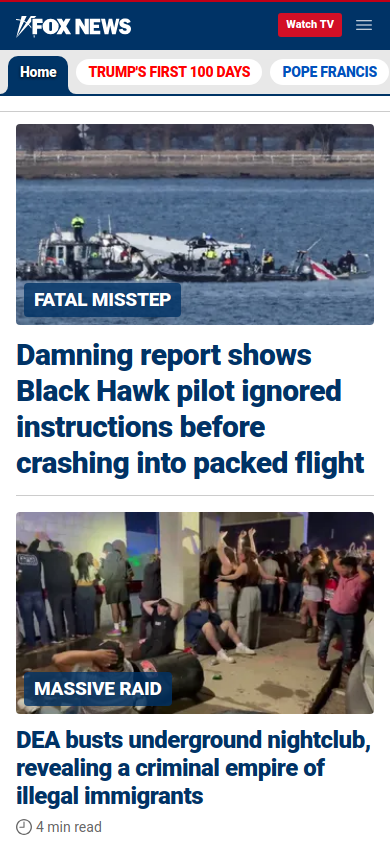 FOX NEWS
Watch TV
Home
TRUMP'S FIRST 100 DAYS
POPE FRANCIS
FATAL MISSTEP
Damning report shows
Black Hawk pilot ignored
instructions before
crashing into packed flight
MASSIVE RAID
DEA busts underground nightclub,
revealing a criminal empire of
illegal immigrants
4 min read